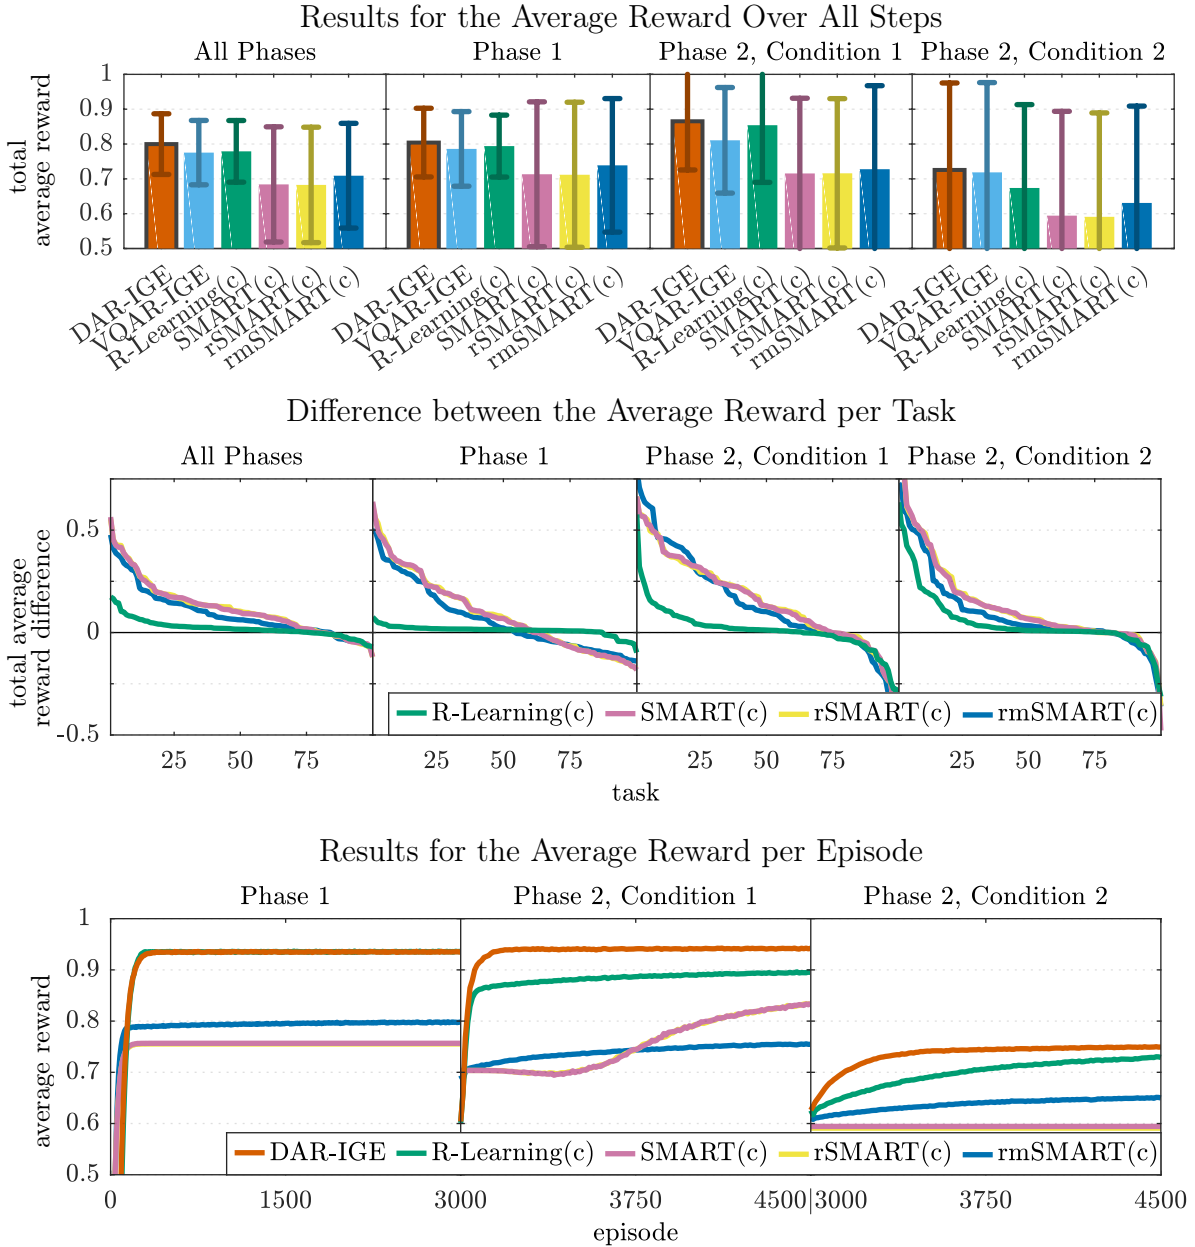 Results for the Average Reward Over All Steps
All Phases Phase 1 Phase 2, Condition 1 Phase 2, Condition 2
total
average reward
1
0.9
0.8
0.7
0.6
0.5
DAR-IGE VQAR-IGE R-Learning(c) SMART(c) rSMART(c) rmSMART(c)
DAR-IGE VQAR-IGE R-Learning(c) SMART(c) rSMART(c) rmSMART(c)
DAR-IGE VQAR-IGE R-Learning(c) SMART(c) rSMART(c) rmSMART(c)
DAR-IGE VQAR-IGE R-Learning(c) SMART(c) rSMART(c) rmSMART(c)
Difference between the Average Reward per Task
All Phases Phase 1 Phase 2, Condition 1 Phase 2, Condition 2
total average
reward difference
0.5
0
-0.5
R-Learning(c) SMART(c) rSMART(c) rmSMART(c)
25 50 75 25 50 75 25 50 75 25 50 75
task
Results for the Average Reward per Episode
Phase 1 Phase 2, Condition 1 Phase 2, Condition 2
average reward
1
0.9
0.8
0.7
0.6
0.5
DAR-IGE R-Learning(c) SMART(c) rSMART(c) rmSMART(c)
0 1500 3000 3750 4500|3000 3750 4500
episode